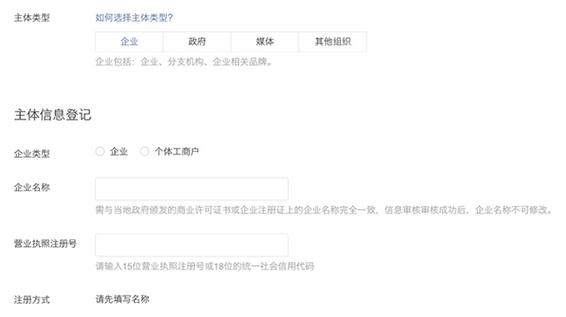 主体类型 如何选择主体类型?
企业 政府 媒体 其他组织
企业包括：企业、分支机构、企业相关品牌。
主体信息登记
企业类型 企业 个体工商户
企业名称
需与当地政府颁发的商业许可证书或企业注册证上的企业名称完全一致，信息审核审核成功后，企业名称不可修改。
营业执照注册号
请输入15位营业执照注册号或18位的统一社会信用代码
注册方式 请先填写名称